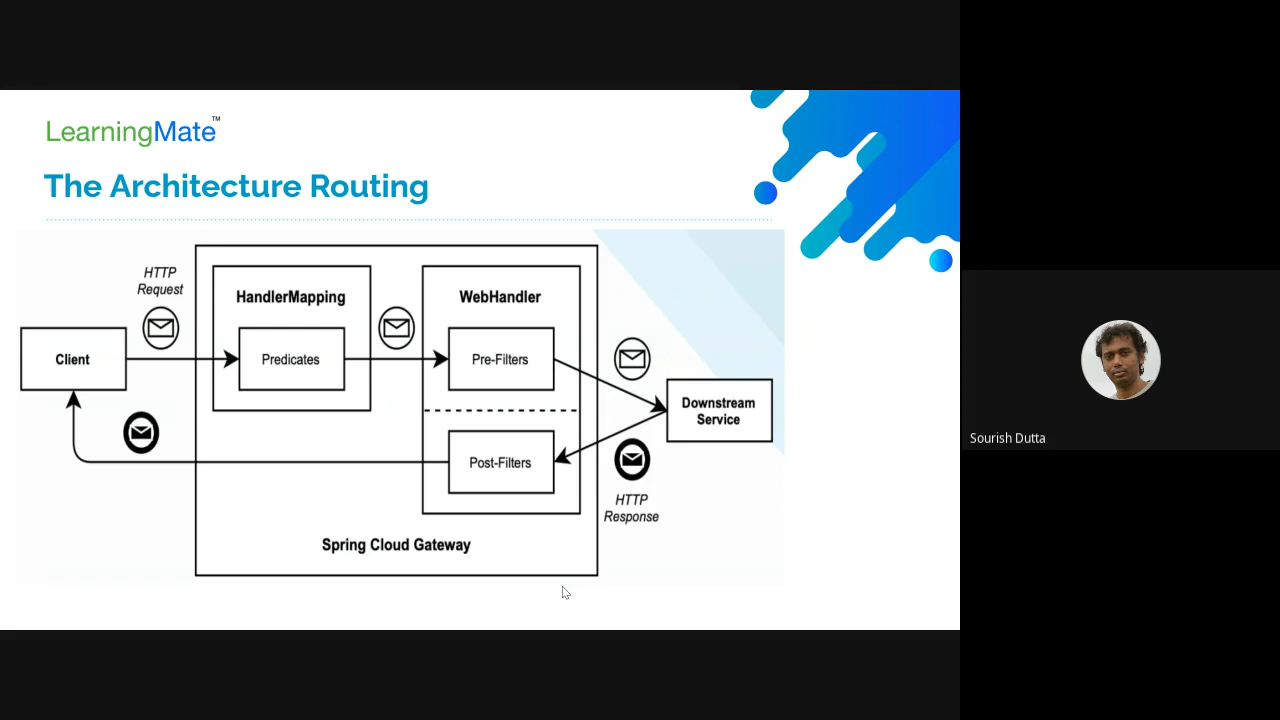 LearningMate™
The Architecture Routing
HTTP
Request
HandlerMapping
WebHandler
Client
Predicates
Pre-Filters
Downstream
Service
Post-Filters
HTTP
Response
Spring Cloud Gateway
Sourish Dutta